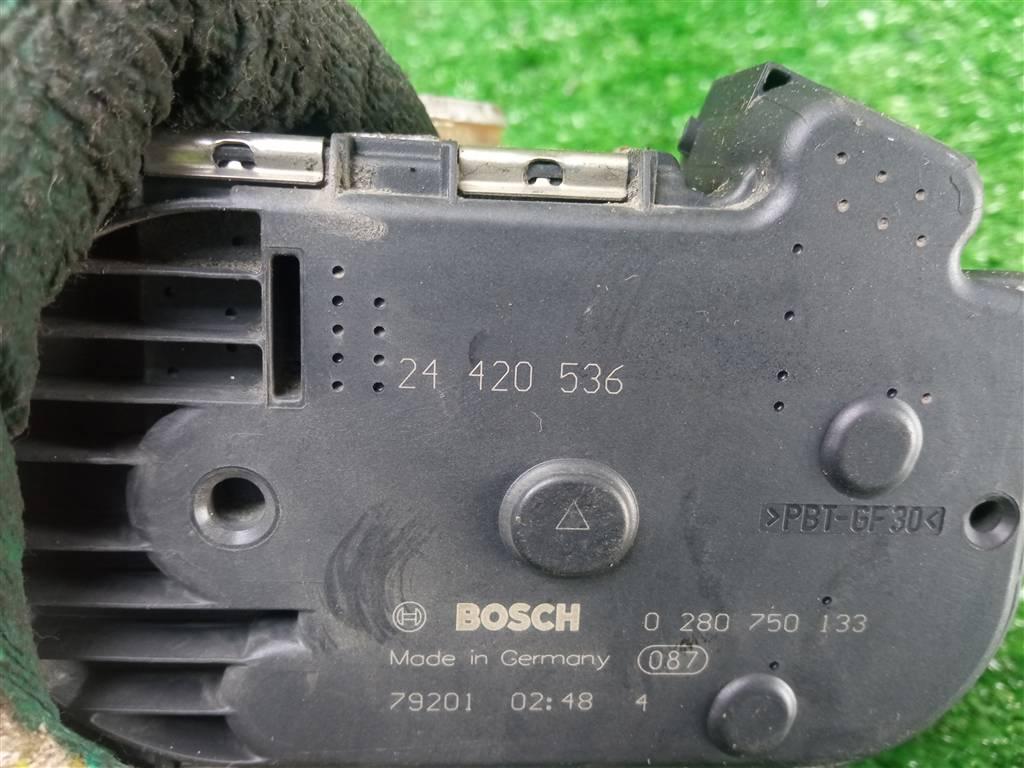 24 420 536
>PBT-GF30<
BOSCH 0 280 750 133
Made in Germany 087
79201 02:48 4